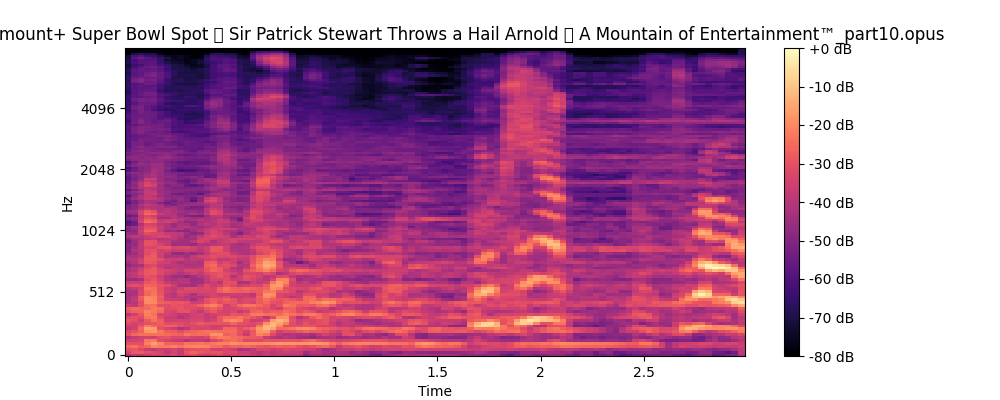 mount+ Super Bowl Spot ▯ Sir Patrick Stewart Throws a Hail Arnold ▯ A Mountain of Entertainment™_part10.opus
+0 dB
-10 dB
-20 dB
-30 dB
-40 dB
-50 dB
-60 dB
-70 dB
-80 dB
4096
2048
1024
512
0
Hz
0
0.5
1
1.5
2
2.5
Time